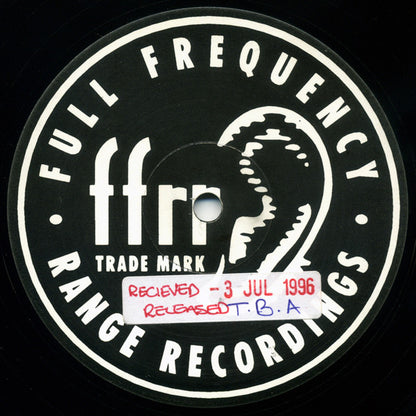 · FULL FREQUENCY ·
RANGE RECORDINGS
ffrr
TRADE MARK
RECIEVED - 3 JUL 1996
RELEASED T.B.A